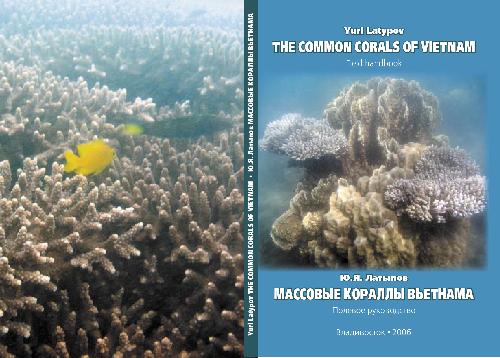 Yuri Latypov THE COMMON CORALS OF VIETNAM • Ю.Я. Латыпов МАССОВЫЕ КОРАЛЛЫ ВЬЕТНАМА
Yuri Latypov
THE COMMON CORALS OF VIETNAM
Field handbook
Ю.Я. Латыпов
МАССОВЫЕ КОРАЛЛЫ ВЬЕТНАМА
Полевое руководство
Владивосток • 2006